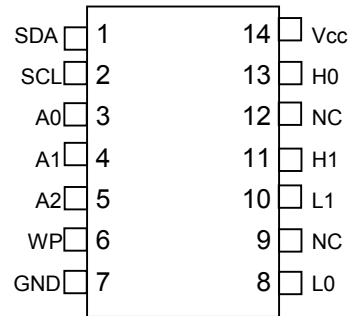 SDA 1 14 Vcc
SCL 2 13 H0
A0 3 12 NC
A1 4 11 H1
A2 5 10 L1
WP 6 9 NC
GND 7 8 L0